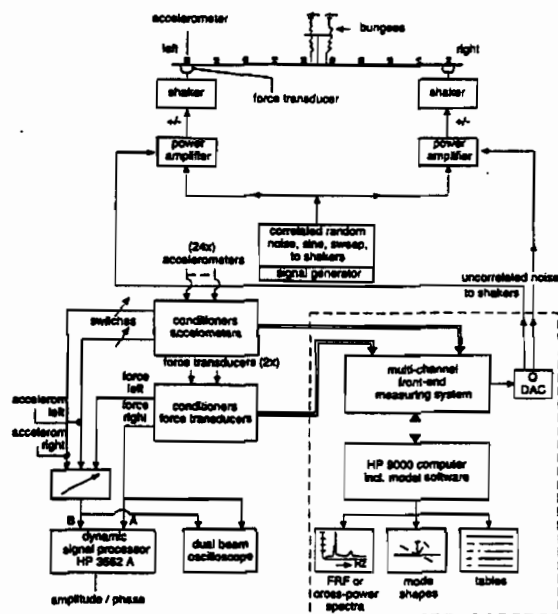 accelerometer
bungees
left
right
shaker
force transducer
shaker
+/-
+/-
power
amplifier
power
amplifier
correlated random
noise, sine, sweep,
to shakers
signal generator
(24x)
accelerometers
uncorrelated noise
to shakers
switches
conditioners
accelerometers
force transducers (2x)
multi-channel
front-end
measuring system
DAC
force
left
force
right
conditioners
force transducers
accelerom
left
accelerom
right
HP 9000 computer
incl. model software
B
A
dynamic
signal processor
HP 3562 A
dual beam
oscilloscope
HZ
FRF or
cross-power
spectra
mode
shapes
tables
amplitude / phase